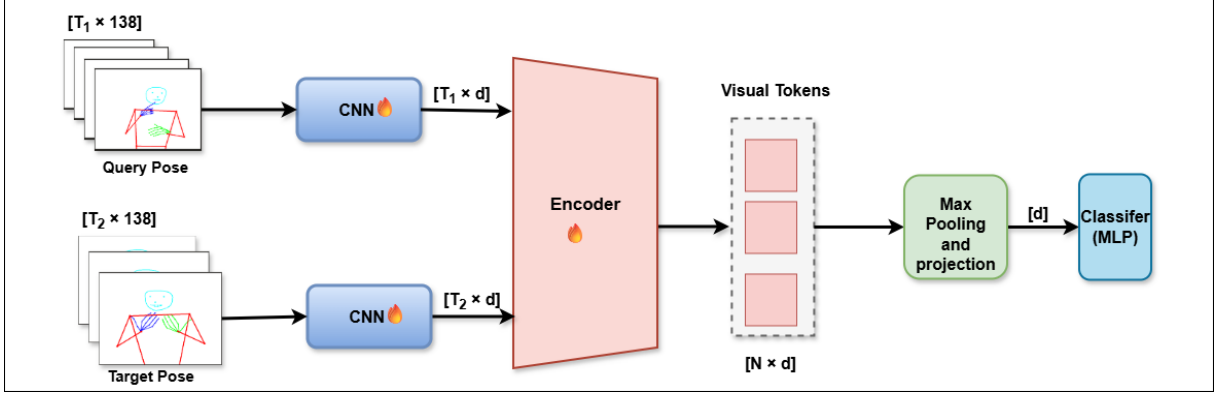 [T₁ × 138]
Query Pose
CNN
[T₁ × d]
[T₂ × 138]
Target Pose
CNN
[T₂ × d]
Encoder
Visual Tokens
[N × d]
Max
Pooling
and
projection
[d]
Classifer
(MLP)